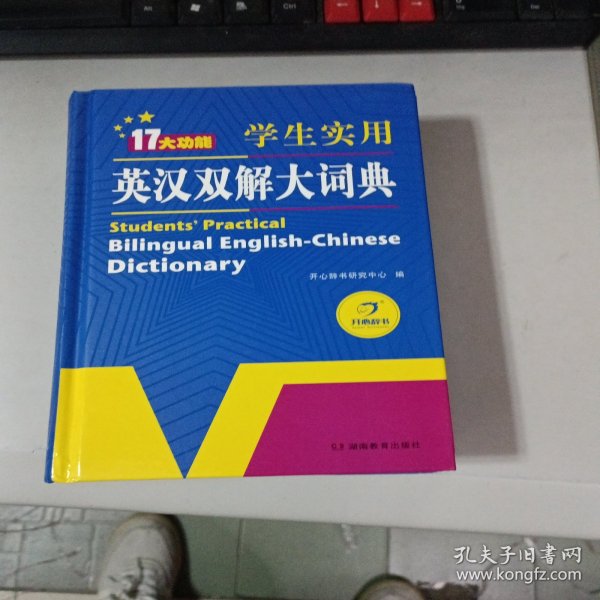 Alt
Ctrl
17大功能
学生实用
英汉双解大词典
Students' Practical
Bilingual English-Chinese
Dictionary
开心辞书研究中心 编
开心辞书
湖南教育出版社
孔夫子旧书网
www.kongfz.com